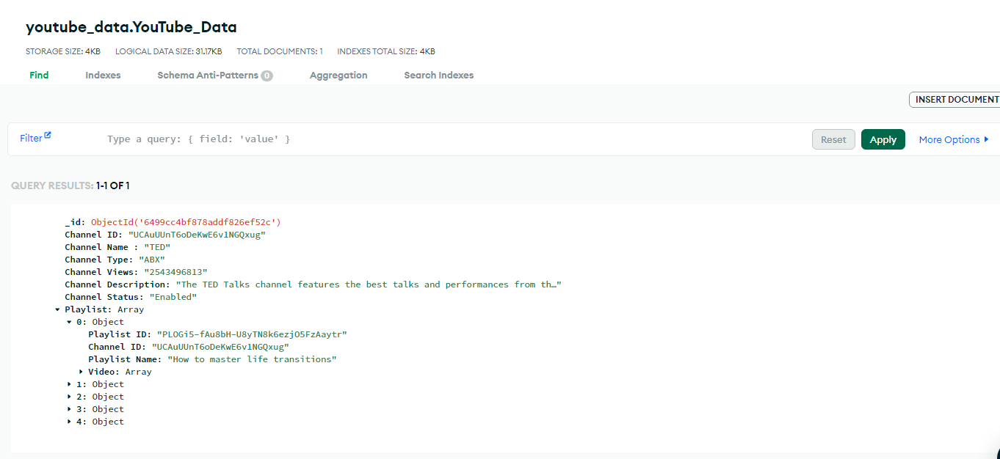 youtube_data.YouTube_Data
STORAGE SIZE: 4KB LOGICAL DATA SIZE: 31.17KB TOTAL DOCUMENTS: 1 INDEXES TOTAL SIZE: 4KB
Find Indexes Schema Anti-Patterns 0 Aggregation Search Indexes
INSERT DOCUMENT
Filter Type a query: { field: 'value' } Reset Apply More Options
QUERY RESULTS: 1-1 OF 1
_id: ObjectId('6499cc4bf878addf826ef52c')
Channel ID: "UCAuUUnT6oDeKwE6v1NGQxug"
Channel Name : "TED"
Channel Type: "ABX"
Channel Views: "2543496813"
Channel Description: "The TED Talks channel features the best talks and performances from th…"
Channel Status: "Enabled"
Playlist: Array
0: Object
Playlist ID: "PLOGi5-fAu8bH-U8yTN8k6ezjO5FzAaytr"
Channel ID: "UCAuUUnT6oDeKwE6v1NGQxug"
Playlist Name: "How to master life transitions"
Video: Array
1: Object
2: Object
3: Object
4: Object